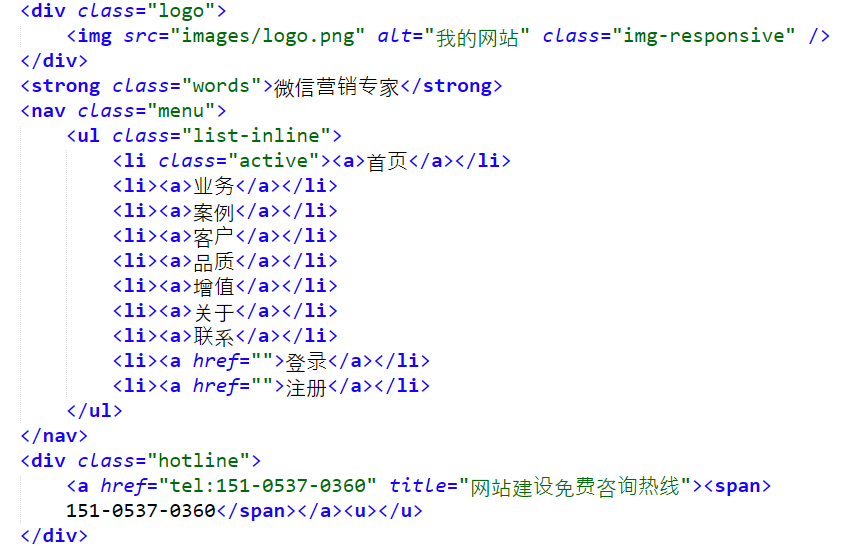 <div class="logo">
<img src="images/logo.png" alt="我的网站" class="img-responsive" />
</div>
<strong class="words">微信营销专家</strong>
<nav class="menu">
<ul class="list-inline">
<li class="active"><a>首页</a></li>
<li><a>业务</a></li>
<li><a>案例</a></li>
<li><a>客户</a></li>
<li><a>品质</a></li>
<li><a>增值</a></li>
<li><a>关于</a></li>
<li><a>联系</a></li>
<li><a href="">登录</a></li>
<li><a href="">注册</a></li>
</ul>
</nav>
<div class="hotline">
<a href="tel:151-0537-0360" title="网站建设免费咨询热线"><span>
151-0537-0360</span></a><u></u>
</div>